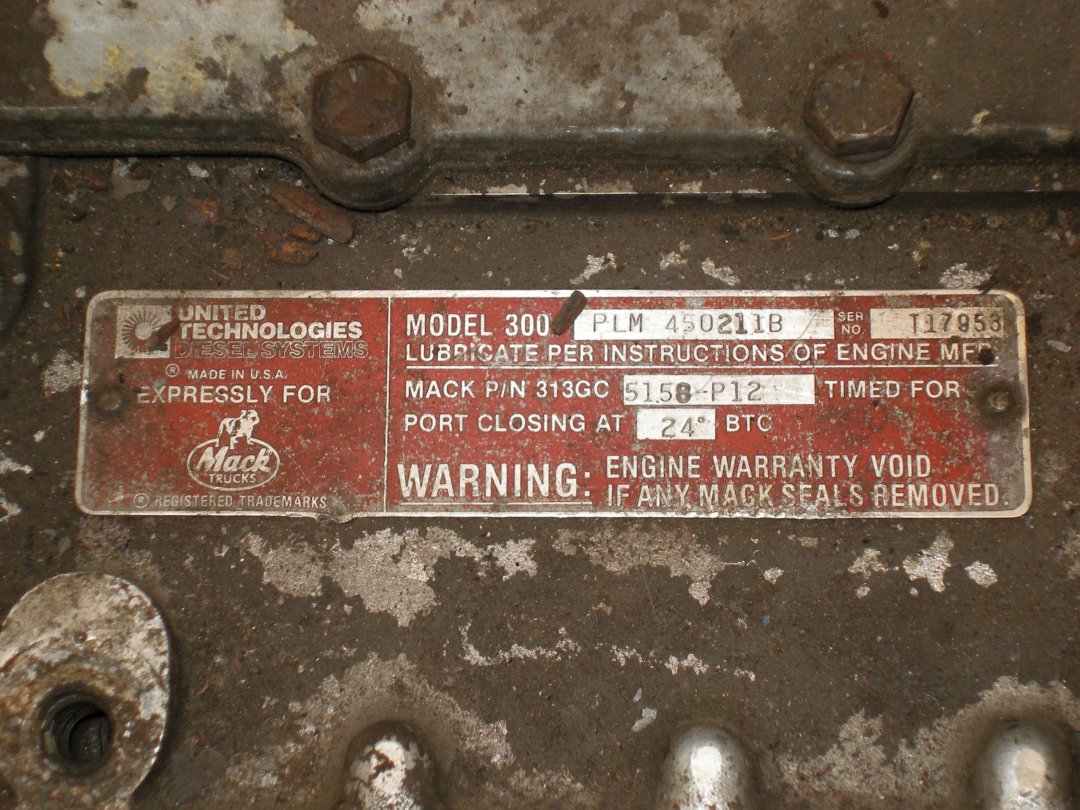 UNITED
TECHNOLOGIES
DIESEL SYSTEMS
® MADE IN U.S.A.
EXPRESSLY FOR
Mack
TRUCKS
® REGISTERED TRADEMARKS
MODEL 300 PLM 450211B SER NO. T17953
LUBRICATE PER INSTRUCTIONS OF ENGINE MFR.
MACK P/N 313GC 5158-P12 TIMED FOR
PORT CLOSING AT 24° BTC
WARNING: ENGINE WARRANTY VOID
IF ANY MACK SEALS REMOVED.